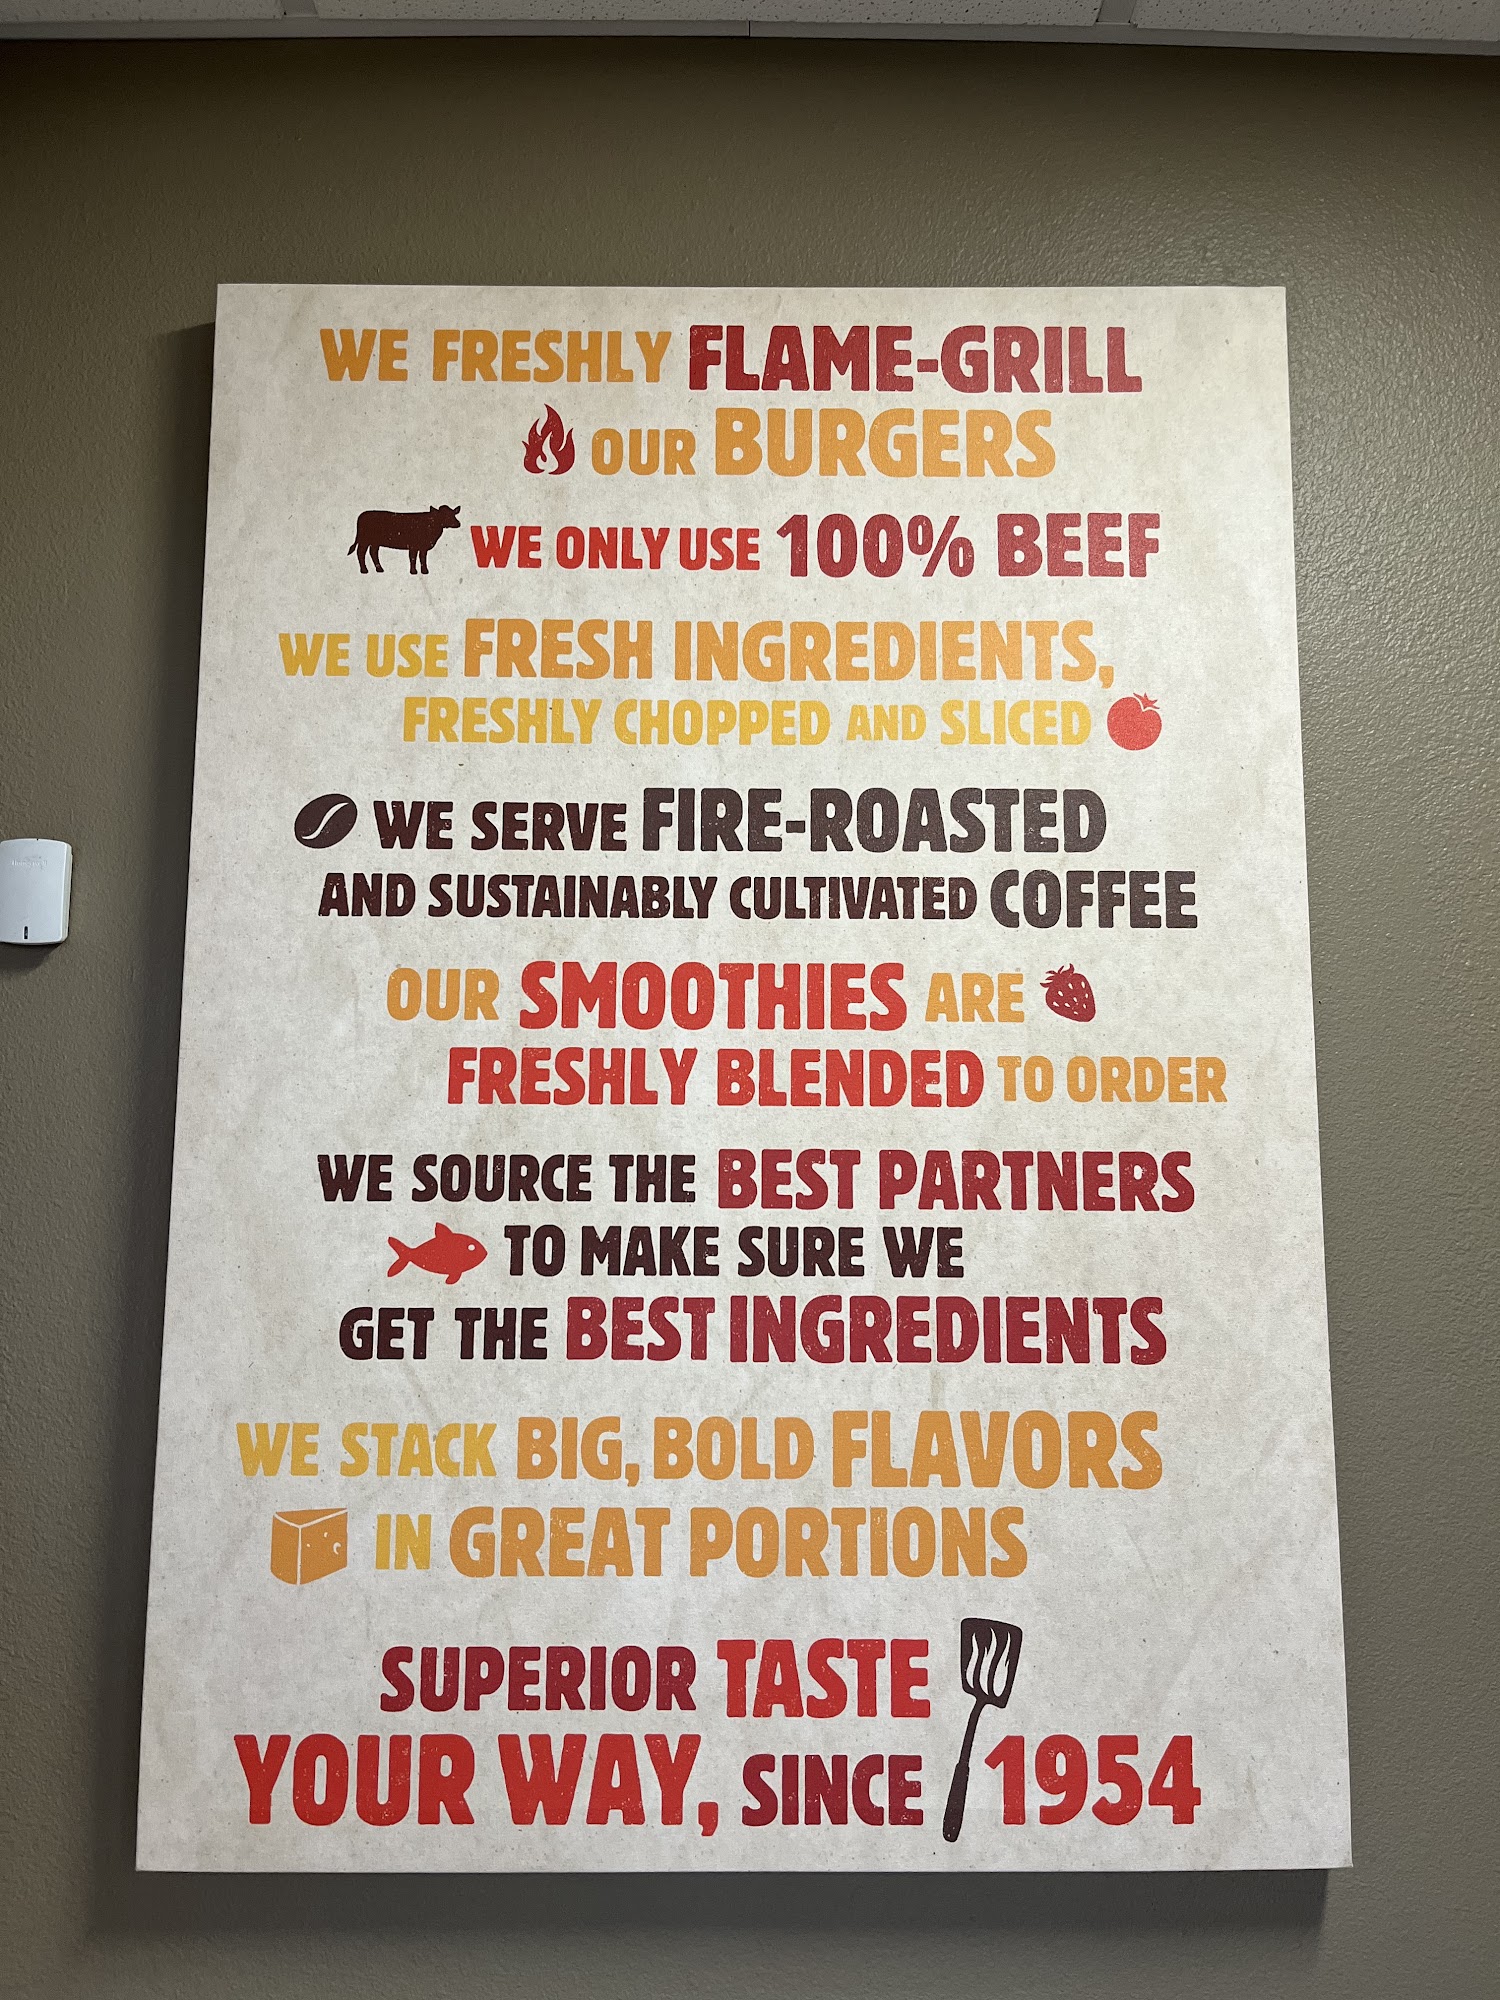 WE FRESHLY FLAME-GRILL
OUR BURGERS
WE ONLY USE 100% BEEF
WE USE FRESH INGREDIENTS,
FRESHLY CHOPPED AND SLICED
WE SERVE FIRE-ROASTED
AND SUSTAINABLY CULTIVATED COFFEE
OUR SMOOTHIES ARE
FRESHLY BLENDED TO ORDER
WE SOURCE THE BEST PARTNERS
TO MAKE SURE WE
GET THE BEST INGREDIENTS
WE STACK BIG, BOLD FLAVORS
IN GREAT PORTIONS
SUPERIOR TASTE
YOUR WAY, SINCE 1954